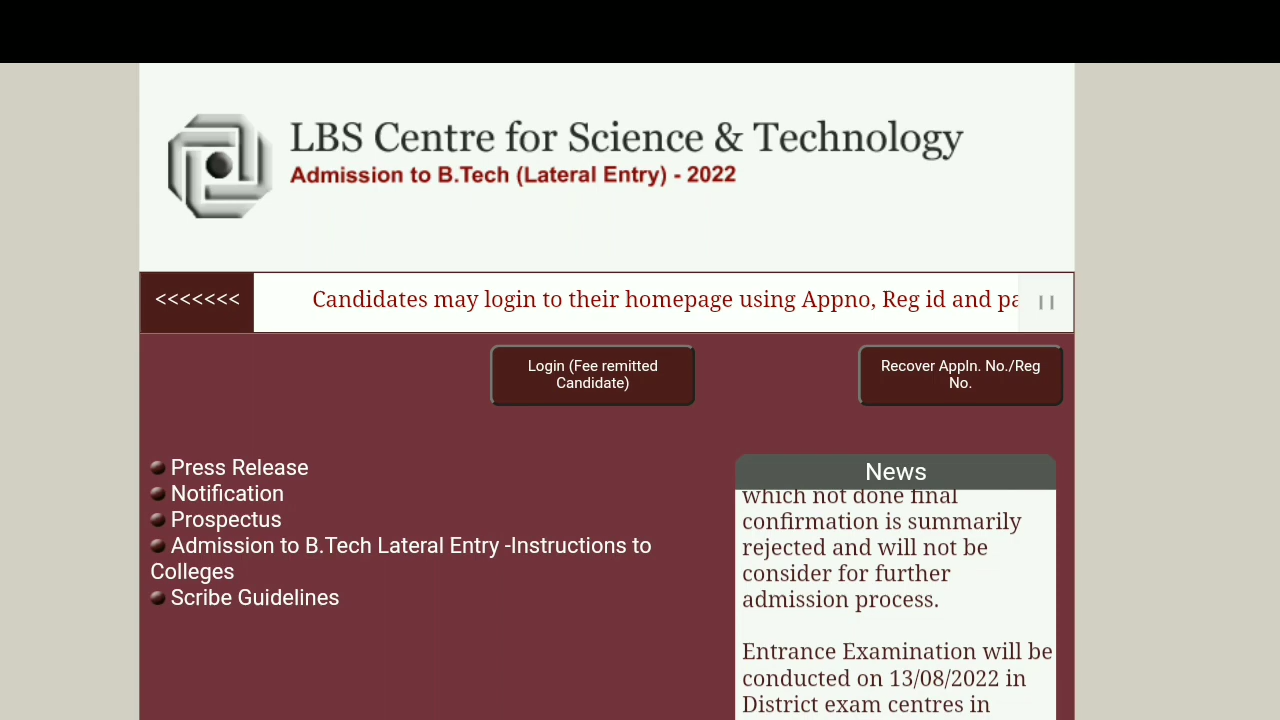 LBS Centre for Science & Technology
Admission to B.Tech (Lateral Entry) - 2022
<<<<<<< Candidates may login to their homepage using Appno, Reg id and
Login (Fee remitted
Candidate)
Recover Appln. No./Reg
No.
Press Release
Notification
Prospectus
Admission to B.Tech Lateral Entry -Instructions to
Colleges
Scribe Guidelines
News
which not done final
confirmation is summarily
rejected and will not be
consider for further
admission process.
Entrance Examination will be
conducted on 13/08/2022 in
District exam centres in